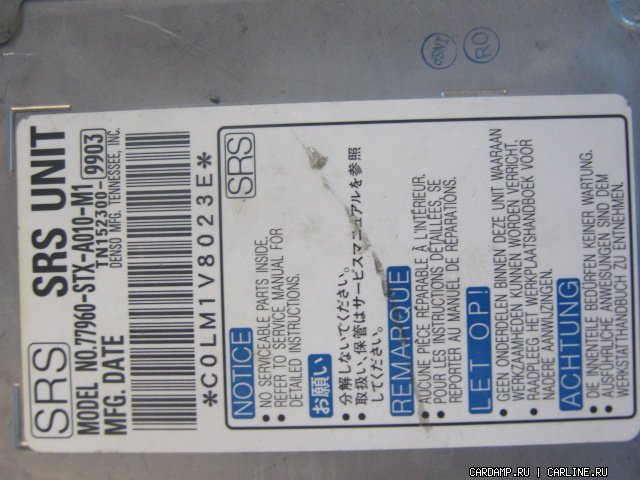 SRS SRS UNIT
MODEL NO.77960-STX-A010-M1
TN152300-9903
MFG. DATE DENSO MFG. TENNESSEE, INC.
*C0LM1V8023E*
SRS
NOTICE
• NO SERVICEABLE PARTS INSIDE.
• REFER TO SERVICE MANUAL FOR
DETAILED INSTRUCTIONS.
お願い
• 分解しないでください。
• 取扱い、保管はサービスマニュアルを参照
してください。
REMARQUE
• AUCUNE PIÈCE RÉPARABLE À L'INTÉRIEUR.
• POUR LES INSTRUCTIONS DÉTAILLÉES, SE
REPORTER AU MANUEL DE RÉPARATIONS.
LET OP!
• GEEN ONDERDELEN BINNEN DEZE UNIT WAARAAN
WERKZAAMHEDEN KUNNEN WORDEN VERRICHT.
• RAADPLEEG HET WERKPLAATSHANDBOEK VOOR
NADERE AANWIJZINGEN.
ACHTUNG
• DIE INNENTEILE BEDÜRFEN KEINER WARTUNG.
• AUSFÜHRLICHE ANWEISUNGEN SIND DEM
WERKSTATTHANDBUCH ZU ENTNEHMEN
INSP
RO
CARDAMP.RU | CARLINE.RU